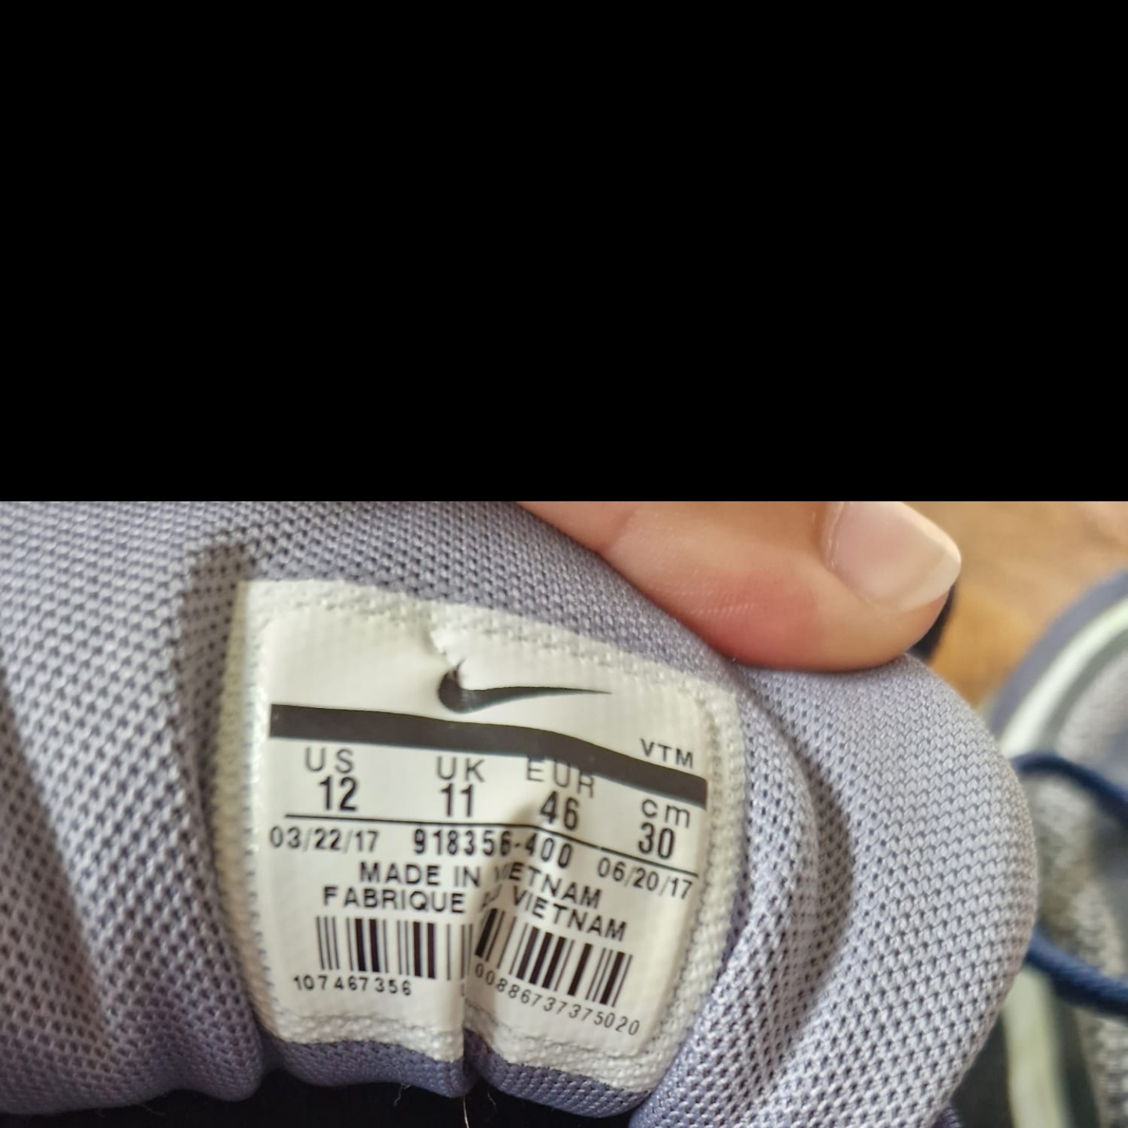 VTM
US UK EUR cm
12 11 46 30
03/22/17 918356-400 06/20/17
MADE IN VIETNAM
FABRIQUE AU VIETNAM
107467356 00886737375020